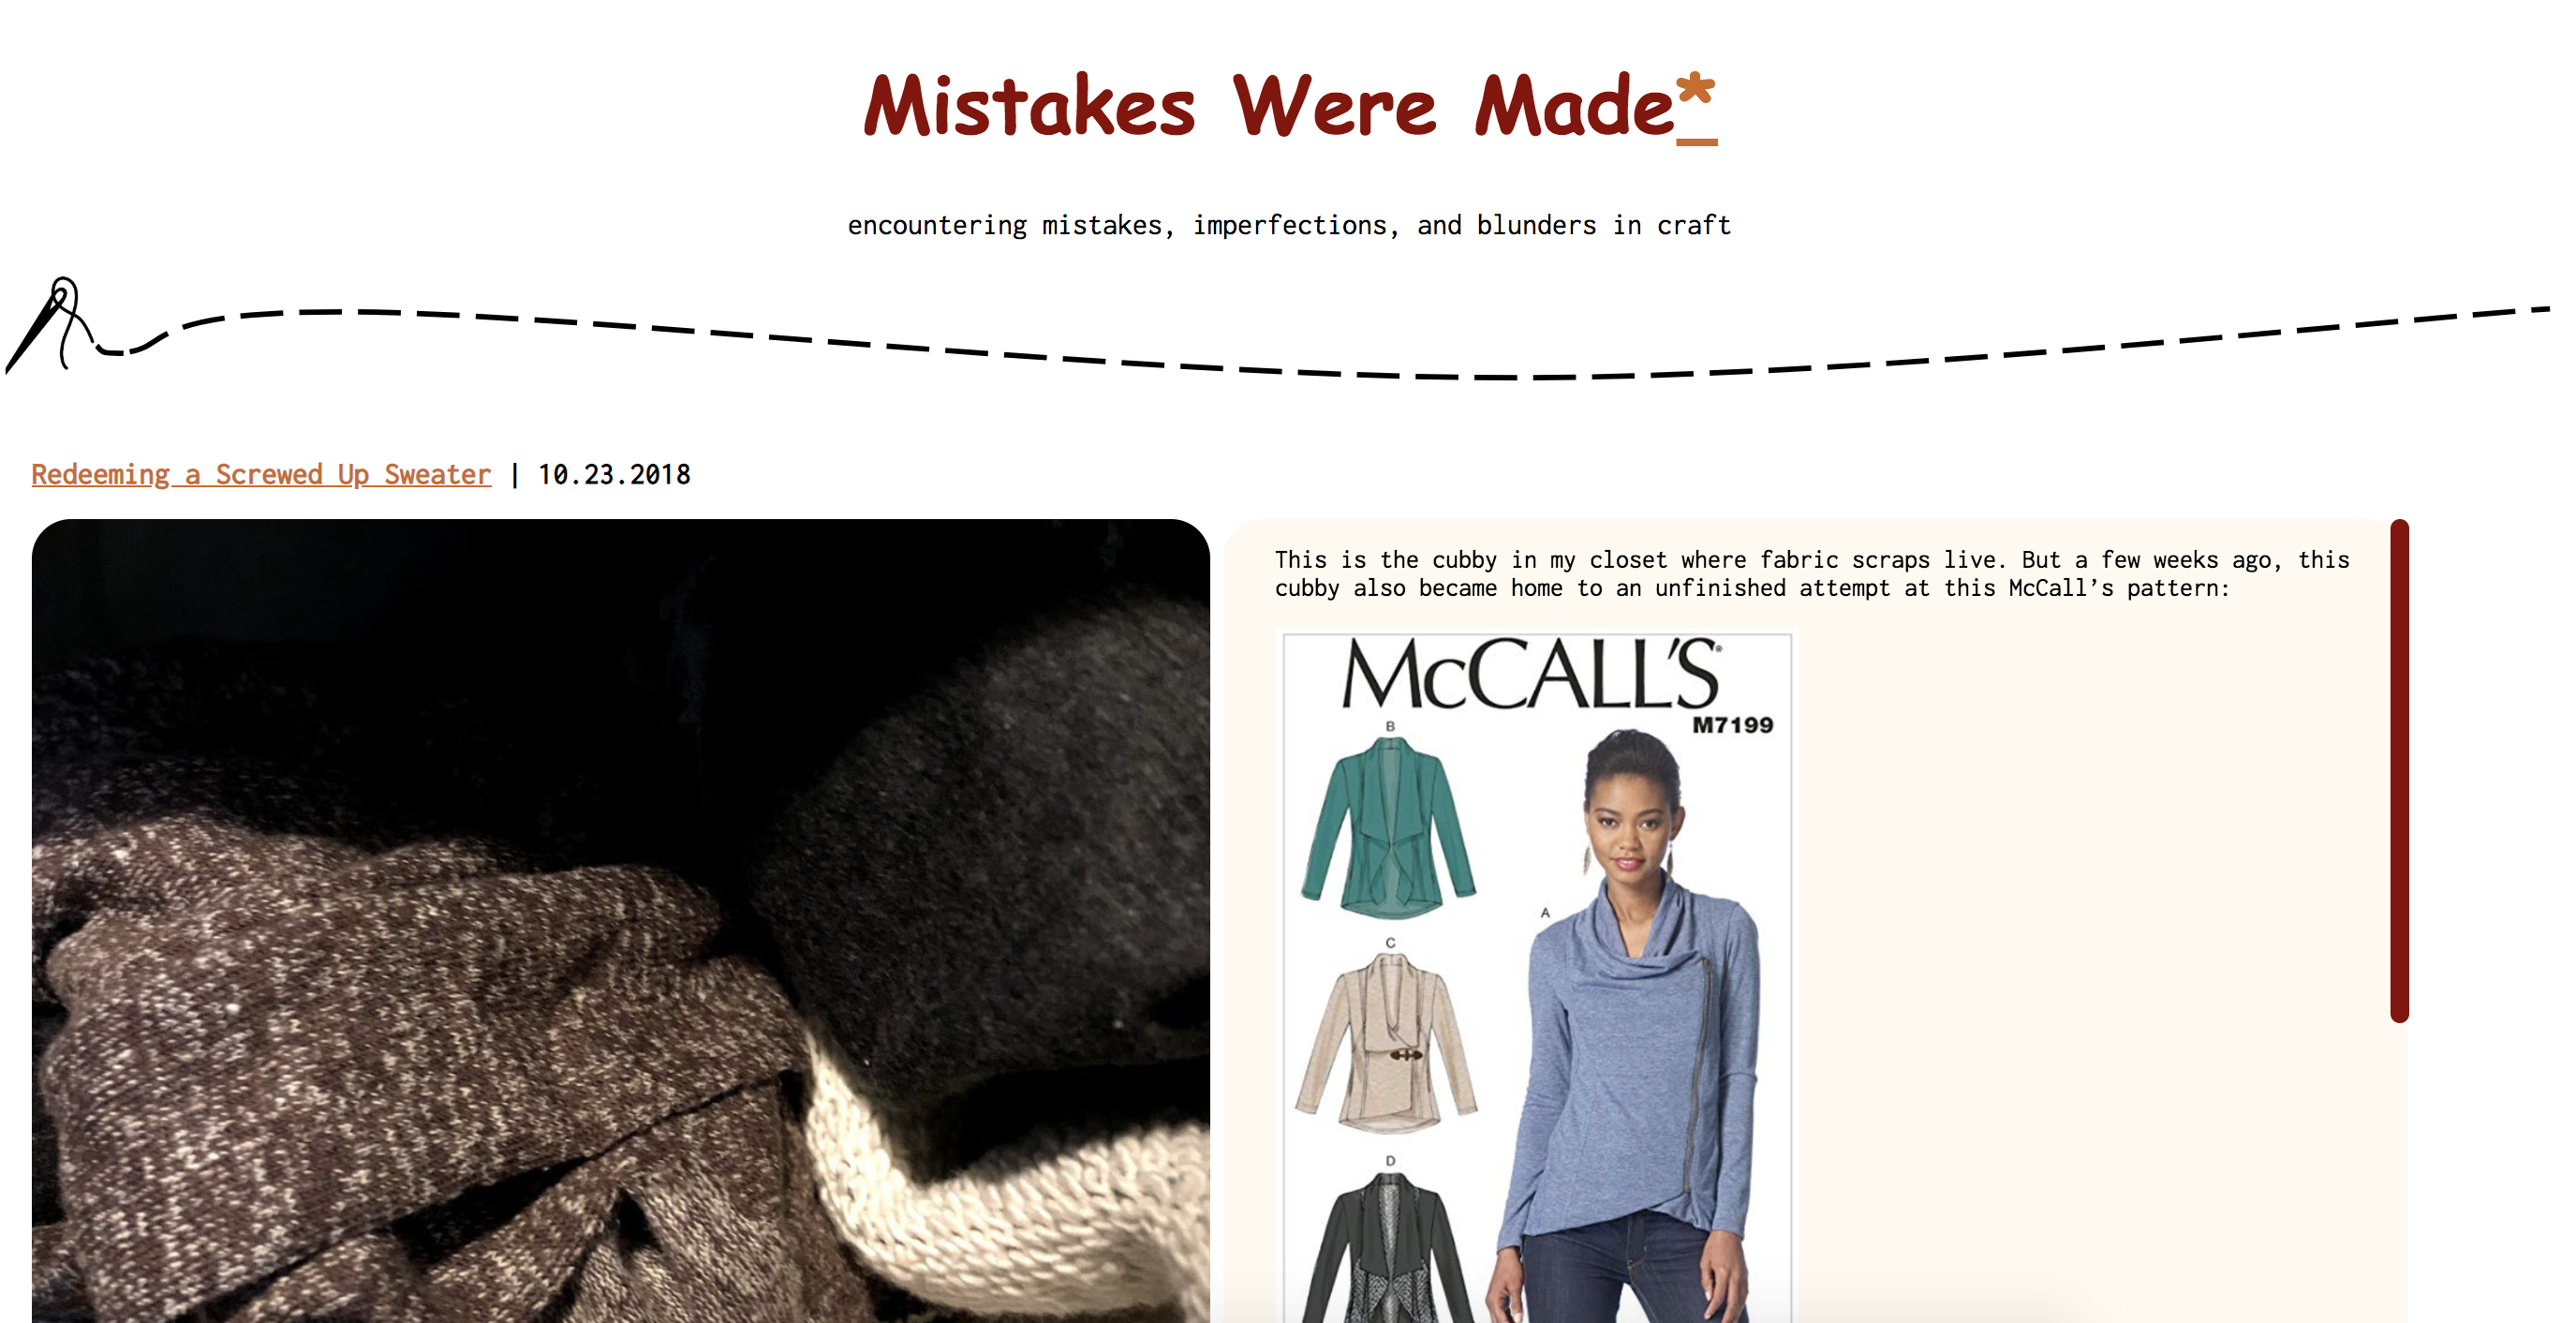 Mistakes Were Made*
encountering mistakes, imperfections, and blunders in craft
Redeeming a Screwed Up Sweater | 10.23.2018
This is the cubby in my closet where fabric scraps live. But a few weeks ago, this
cubby also became home to an unfinished attempt at this McCall’s pattern:
McCALL'S®
M7199
B
A
C
D